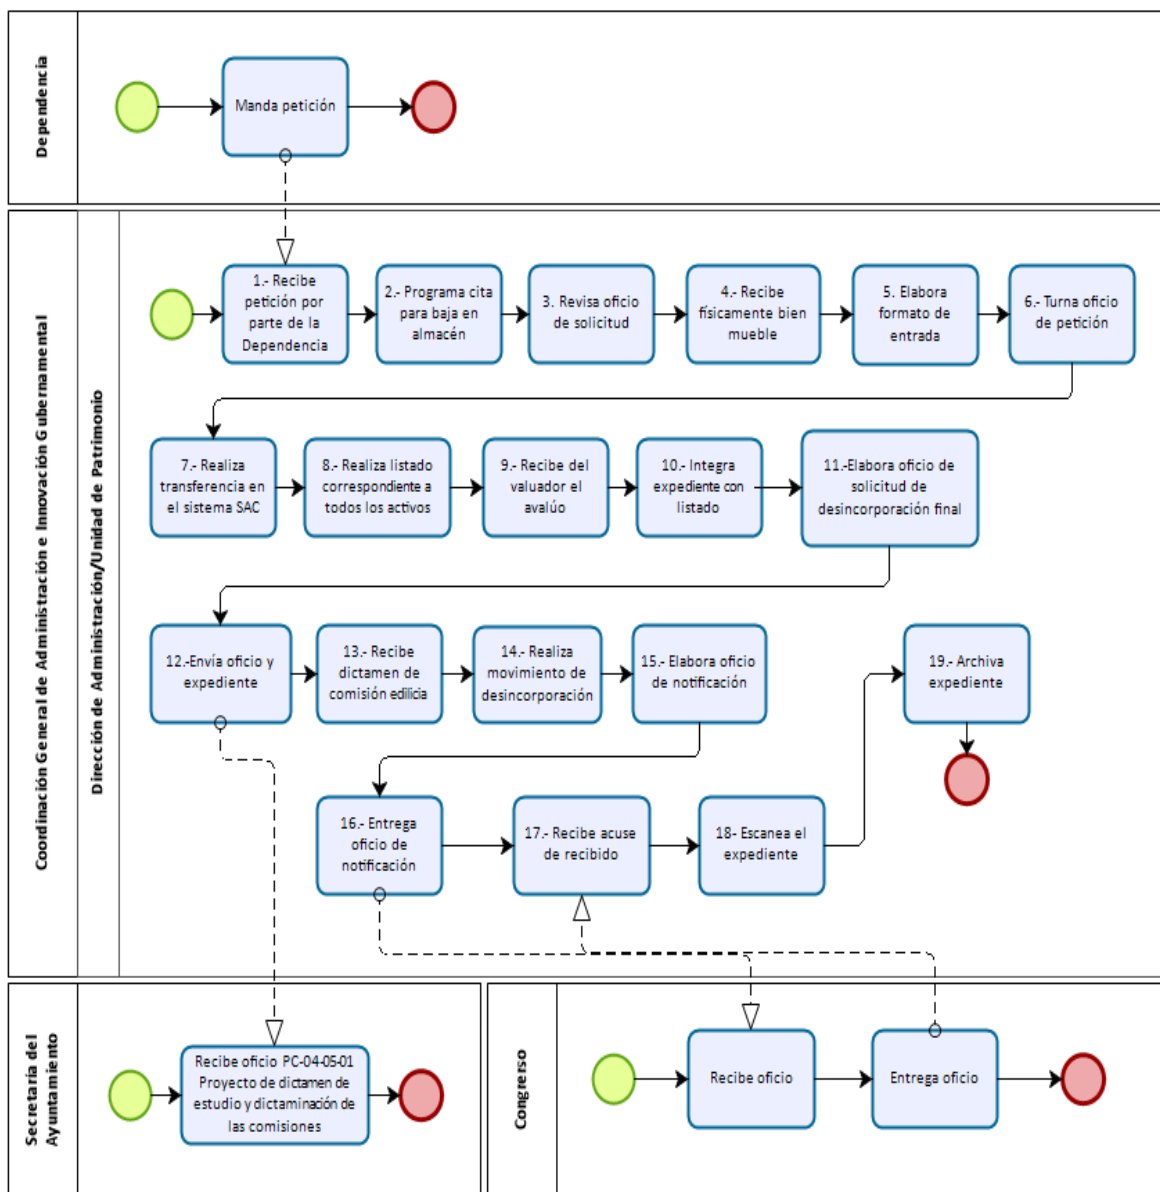 Dependencia
Manda petición
Coordinación General de Administración e Innovación Gubernamental
Dirección de Administración/Unidad de Patrimonio
1.- Recibe
petición por
parte de la
Dependencia
2.- Programa cita
para baja en
almacén
3. Revisa oficio
de solicitud
4.- Recibe
físicamente bien
mueble
5. Elabora
formato de
entrada
6.- Turna oficio
de petición
7.- Realiza
transferencia en
el sistema SAC
8.- Realiza listado
correspondiente a
todos los activos
9.- Recibe del
valuador el
avalúo
10.- Integra
expediente con
listado
11.-Elabora oficio de
solicitud de
desincorporación final
12.-Envía oficio y
expediente
13.- Recibe
dictamen de
comisión edilicia
14.- Realiza
movimiento de
desincorporación
15.- Elabora oficio
de notificación
19.- Archiva
expediente
16.- Entrega
oficio de
notificación
17.- Recibe acuse
de recibido
18- Escanea el
expediente
Secretaría del
Ayuntamiento
Recibe oficio PC-04-05-01
Proyecto de dictamen de
estudio y dictaminación de
las comisiones
Congrerso
Recibe oficio
Entrega oficio